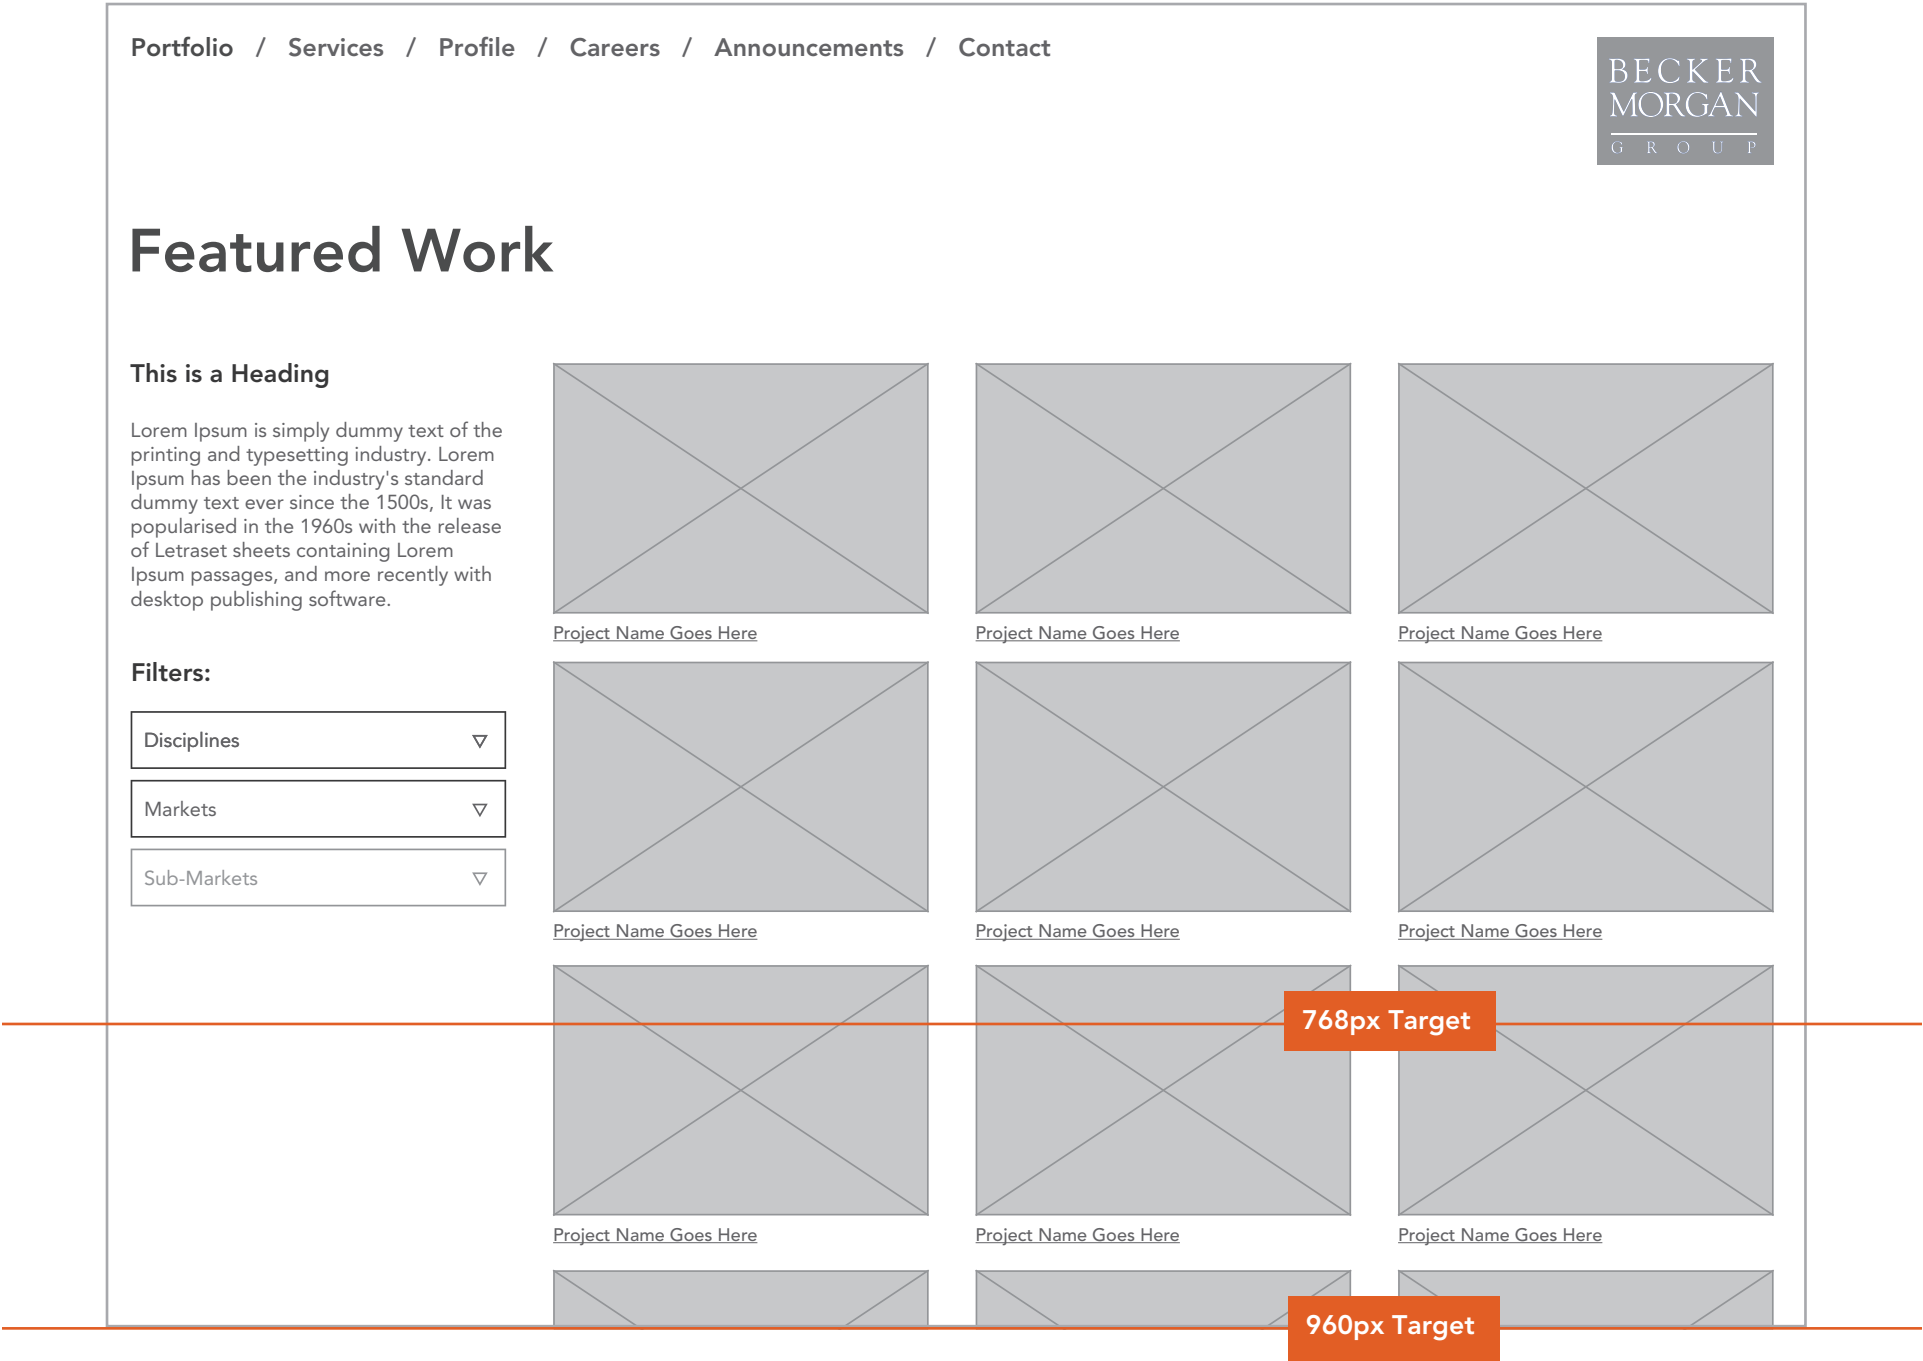 Portfolio / Services / Profile / Careers / Announcements / Contact
BECKER
MORGAN
GROUP
Featured Work
This is a Heading
Lorem Ipsum is simply dummy text of the
printing and typesetting industry. Lorem
Ipsum has been the industry's standard
dummy text ever since the 1500s, It was
popularised in the 1960s with the release
of Letraset sheets containing Lorem
Ipsum passages, and more recently with
desktop publishing software.
Filters:
Disciplines
Markets
Sub-Markets
Project Name Goes Here
Project Name Goes Here
Project Name Goes Here
Project Name Goes Here
Project Name Goes Here
Project Name Goes Here
768px Target
Project Name Goes Here
Project Name Goes Here
Project Name Goes Here
960px Target